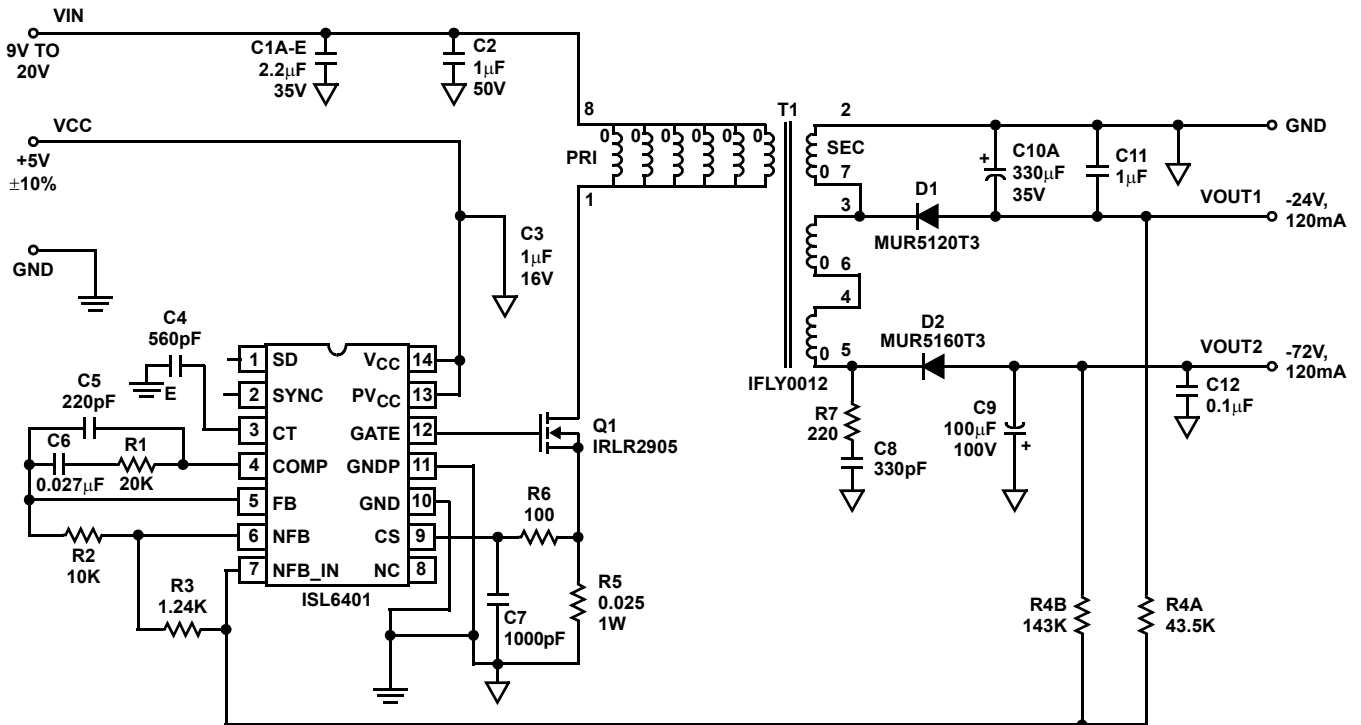 VIN
9V TO
20V
C1A-E
2.2µF
35V
C2
1µF
50V
VCC
+5V
±10%
GND
C3
1µF
16V
8
0 0 0 0 0 0
PRI
1
T1
IFLY0012
2
SEC
0 7
3
0 6
4
0 5
D1
MUR5120T3
D2
MUR5160T3
+
C10A
330µF
35V
C11
1µF
GND
VOUT1
-24V,
120mA
VOUT2
-72V,
120mA
R7
220
C8
330pF
C9
100µF
100V
+
C12
0.1µF
C4
560pF
E
C5
220pF
C6
0.027µF
R1
20K
R2
10K
R3
1.24K
1 SD
2 SYNC
3 CT
4 COMP
5 FB
6 NFB
7 NFB_IN
VCC 14
PVCC 13
GATE 12
GNDP 11
GND 10
CS 9
NC 8
ISL6401
Q1
IRLR2905
R6
100
C7
1000pF
R5
0.025
1W
R4B
143K
R4A
43.5K